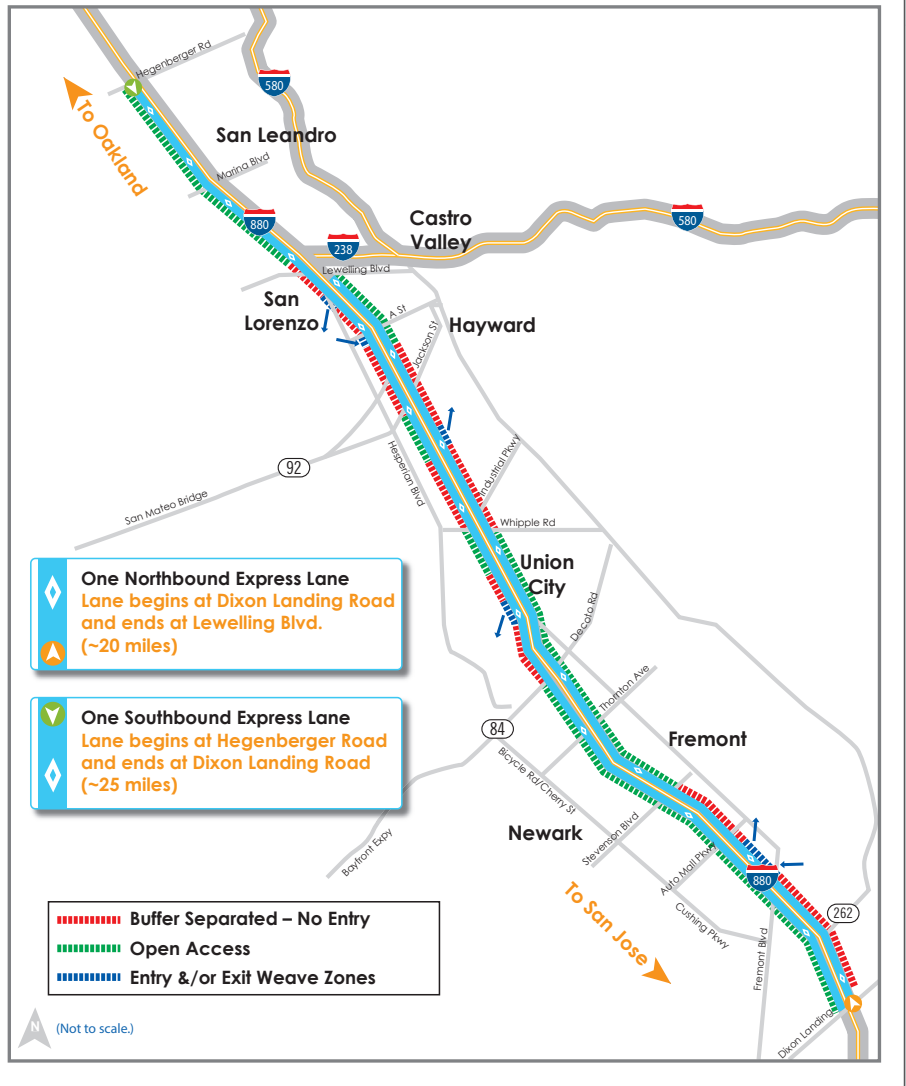 Hegenberger Rd
580
To Oakland
San Leandro
Marina Blvd
880
Castro
Valley
580
238
Lewelling Blvd
San
Lorenzo
A St
Hayward
Jackson St
Hesperian Blvd
Industrial Pkwy
92
San Mateo Bridge
Whipple Rd
Union
City
Decoto Rd
One Northbound Express Lane
Lane begins at Dixon Landing Road
and ends at Lewelling Blvd.
(~20 miles)
Thornton Ave
One Southbound Express Lane
Lane begins at Hegenberger Road
and ends at Dixon Landing Road
(~25 miles)
84
Fremont
Bicycle Rd/Cherry St
Newark
Stevenson Blvd
Bayfront Expy
Auto Mall Pkwy
880
To San Jose
Cushing Pkwy
262
Fremont Blvd
Buffer Separated – No Entry
Open Access
Entry &/or Exit Weave Zones
Dixon Landing
N
(Not to scale.)